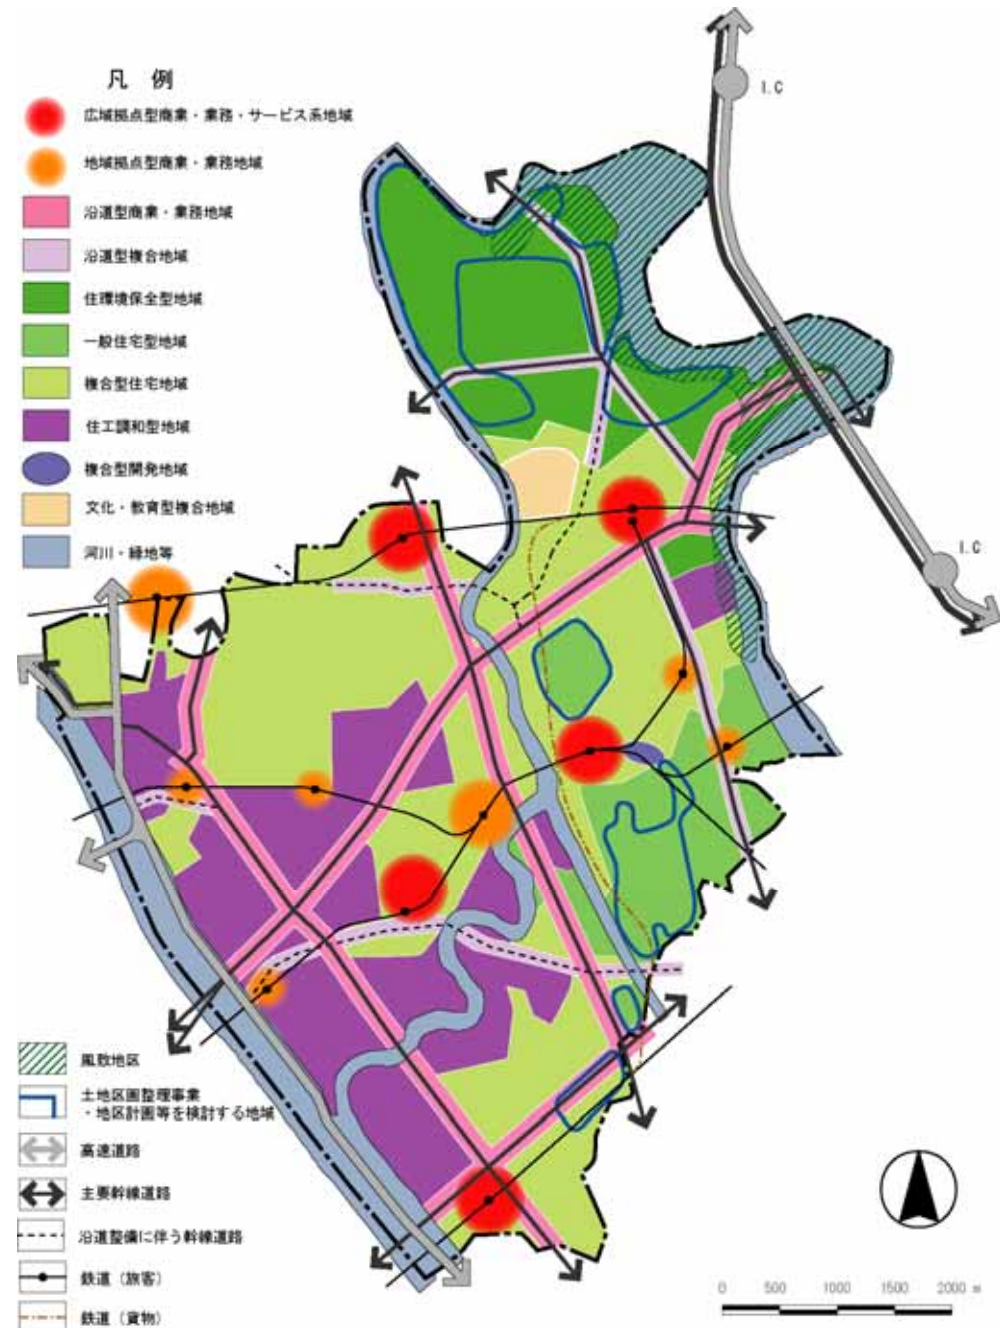 凡 例
広域拠点型商業・業務・サービス系地域
地域拠点型商業・業務地域
沿道型商業・業務地域
沿道型複合地域
住環境保全型地域
一般住宅型地域
複合型住宅地域
住工調和型地域
複合型開発地域
文化・教育型複合地域
河川・緑地等
I.C
I.C
風致地区
土地区画整理事業
・地区計画等を検討する地域
高速道路
主要幹線道路
沿道整備に伴う幹線道路
鉄道（旅客）
鉄道（貨物）
0 500 1000 1500 2000 m